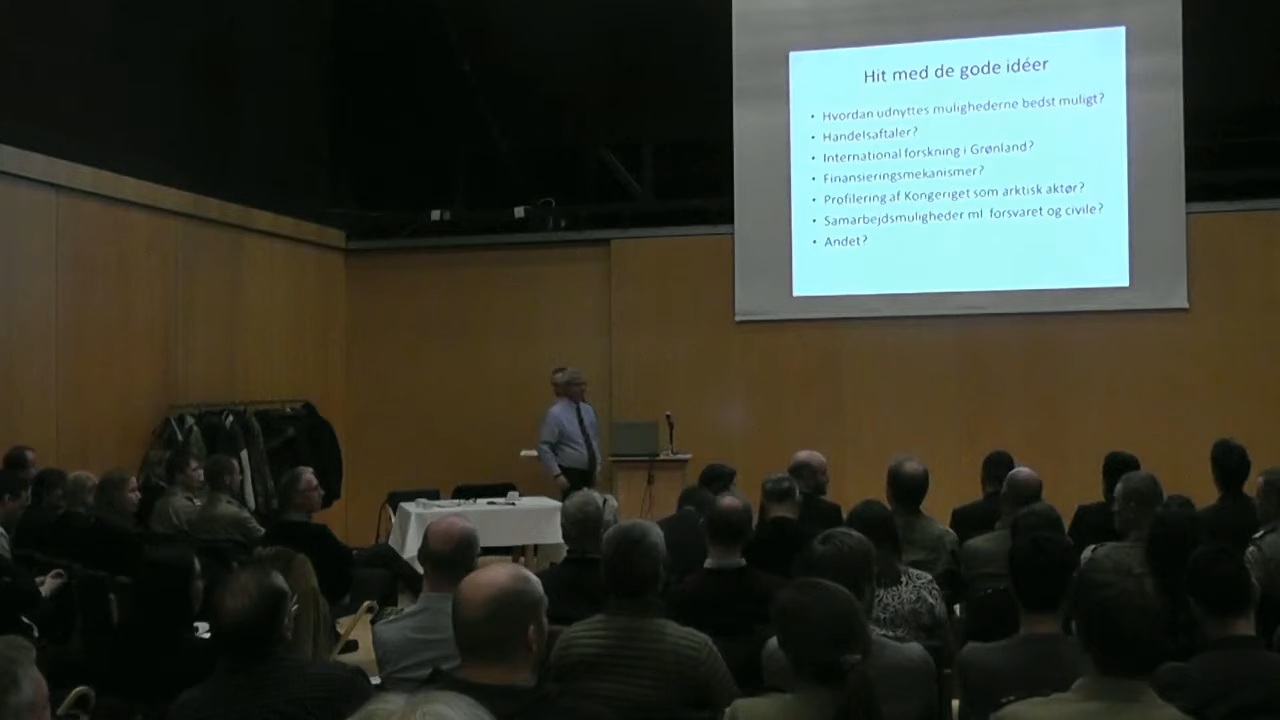 Hit med de gode idéer
• Hvordan udnyttes mulighederne bedst muligt?
• Handelsaftaler?
• International forskning i Grønland?
• Finansieringsmekanismer?
• Profilering af Kongeriget som arktisk aktør?
• Samarbejdsmuligheder ml forsvaret og civile?
• Andet?